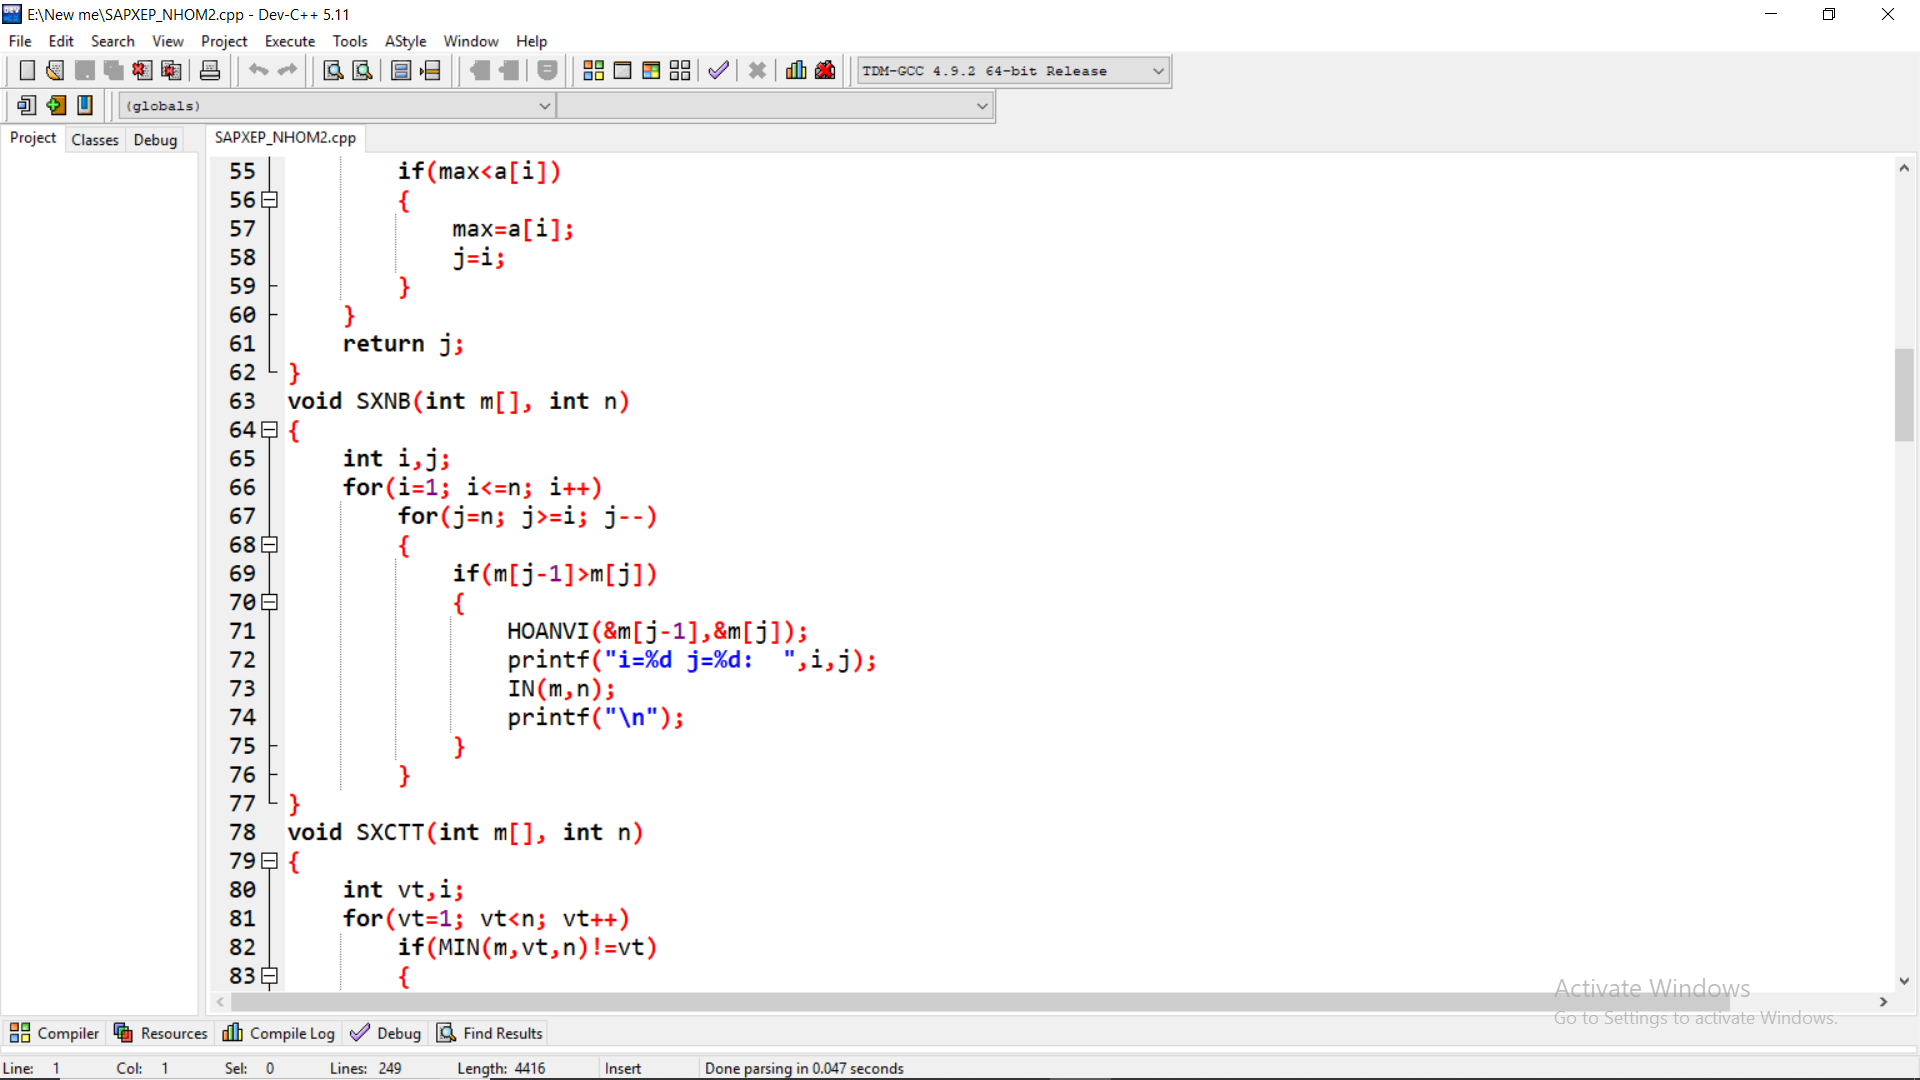 E:\New me\SAPXEP_NHOM2.cpp - Dev-C++ 5.11
File Edit Search View Project Execute Tools AStyle Window Help
TDM-GCC 4.9.2 64-bit Release
(globals)
Project Classes Debug SAPXEP_NHOM2.cpp
55 if(max<a[i])
56 {
57 max=a[i];
58 j=i;
59 }
60 }
61 return j;
62 }
63 void SXNB(int m[], int n)
64 {
65 int i,j;
66 for(i=1; i<=n; i++)
67 for(j=n; j>=i; j--)
68 {
69 if(m[j-1]>m[j])
70 {
71 HOANVI(&m[j-1],&m[j]);
72 printf("i=%d j=%d:  ",i,j);
73 IN(m,n);
74 printf("\n");
75 }
76 }
77 }
78 void SXCTT(int m[], int n)
79 {
80 int vt,i;
81 for(vt=1; vt<n; vt++)
82 if(MIN(m,vt,n)!=vt)
83 {
Activate Windows
Go to Settings to activate Windows.
Compiler Resources Compile Log Debug Find Results
Line: 1 Col: 1 Sel: 0 Lines: 249 Length: 4416 Insert Done parsing in 0.047 seconds